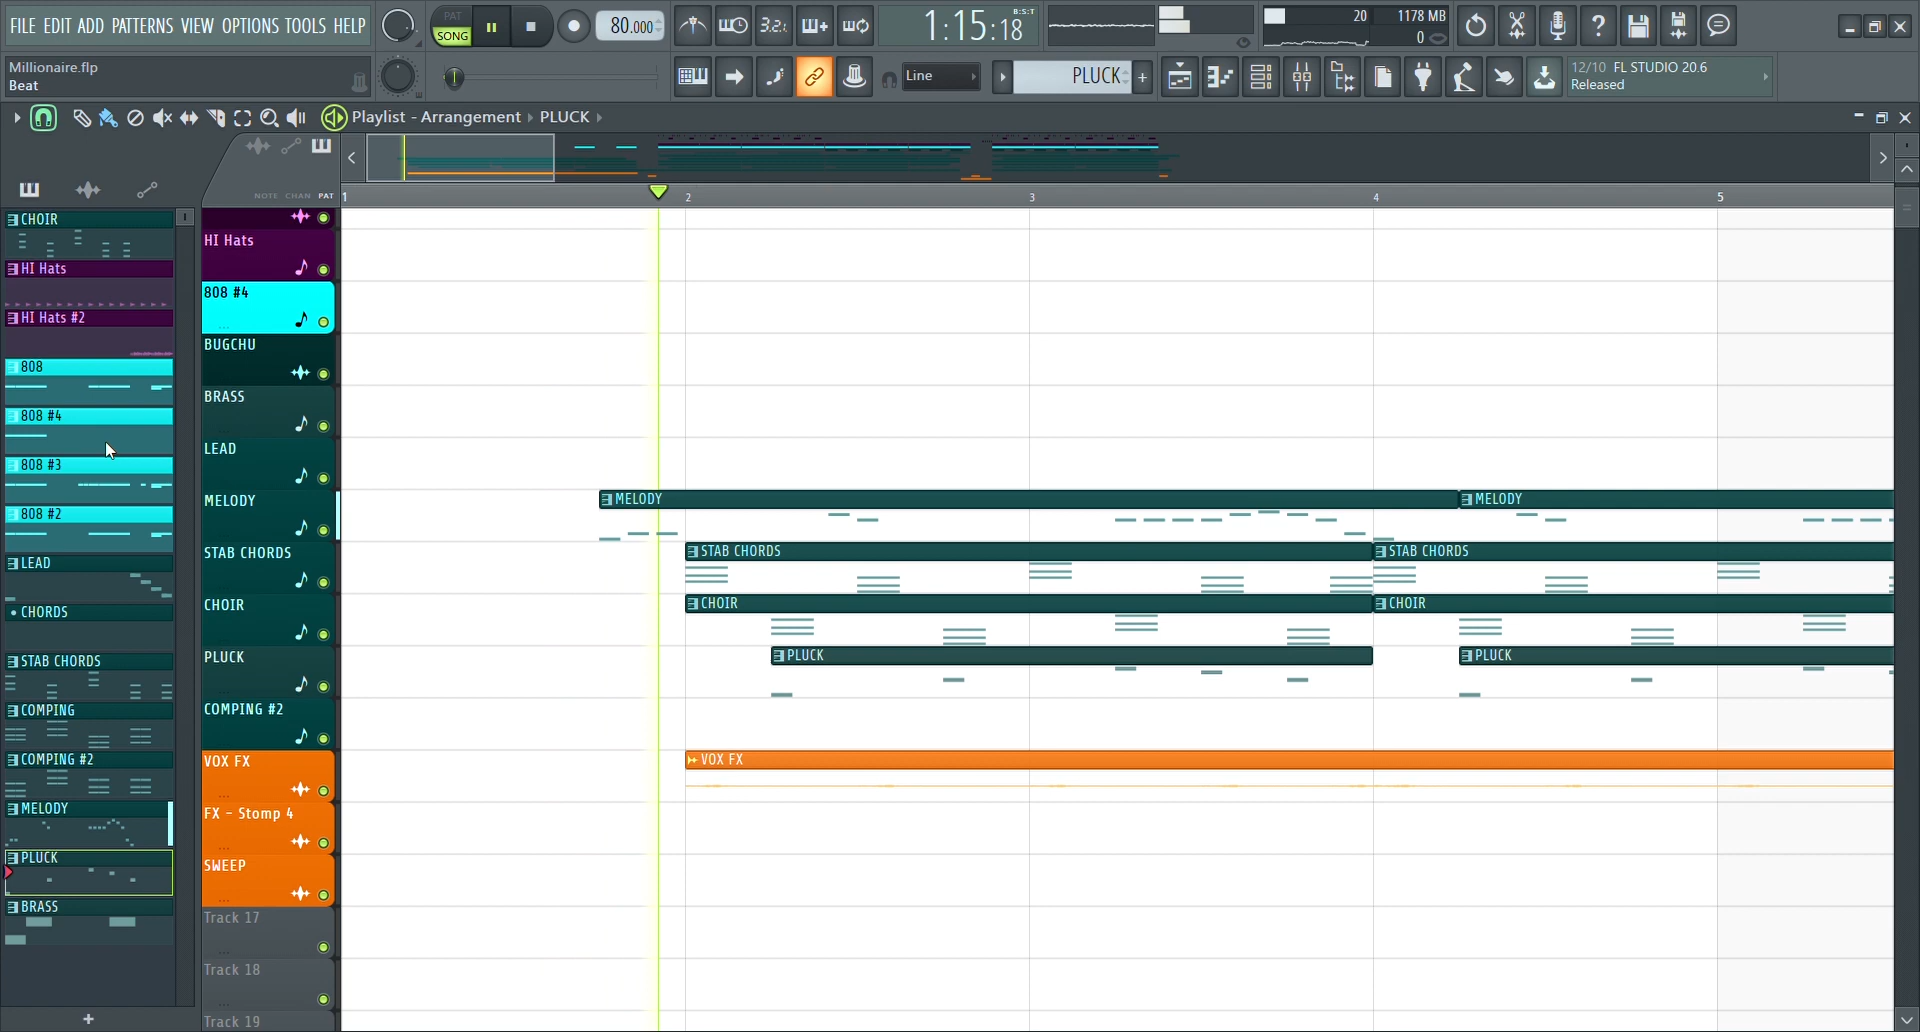 FILE EDIT ADD PATTERNS VIEW OPTIONS TOOLS HELP
PAT
SONG
80.000
3.2.
B:S:T
1:15:18
20
1178 MB
0
Millionaire.flp
Beat
Line
PLUCK
12/10 FL STUDIO 20.6
Released
Playlist - Arrangement PLUCK
NOTE CHAN PAT
1
2
3
4
5
CHOIR
HI Hats
HI Hats #2
808
808 #4
808 #3
808 #2
LEAD
CHORDS
STAB CHORDS
COMPING
COMPING #2
MELODY
PLUCK
BRASS
HI Hats
808 #4
BUGCHU
BRASS
LEAD
MELODY
STAB CHORDS
CHOIR
PLUCK
COMPING #2
VOX FX
FX - Stomp 4
SWEEP
Track 17
Track 18
Track 19
MELODY
MELODY
STAB CHORDS
STAB CHORDS
CHOIR
CHOIR
PLUCK
PLUCK
VOX FX